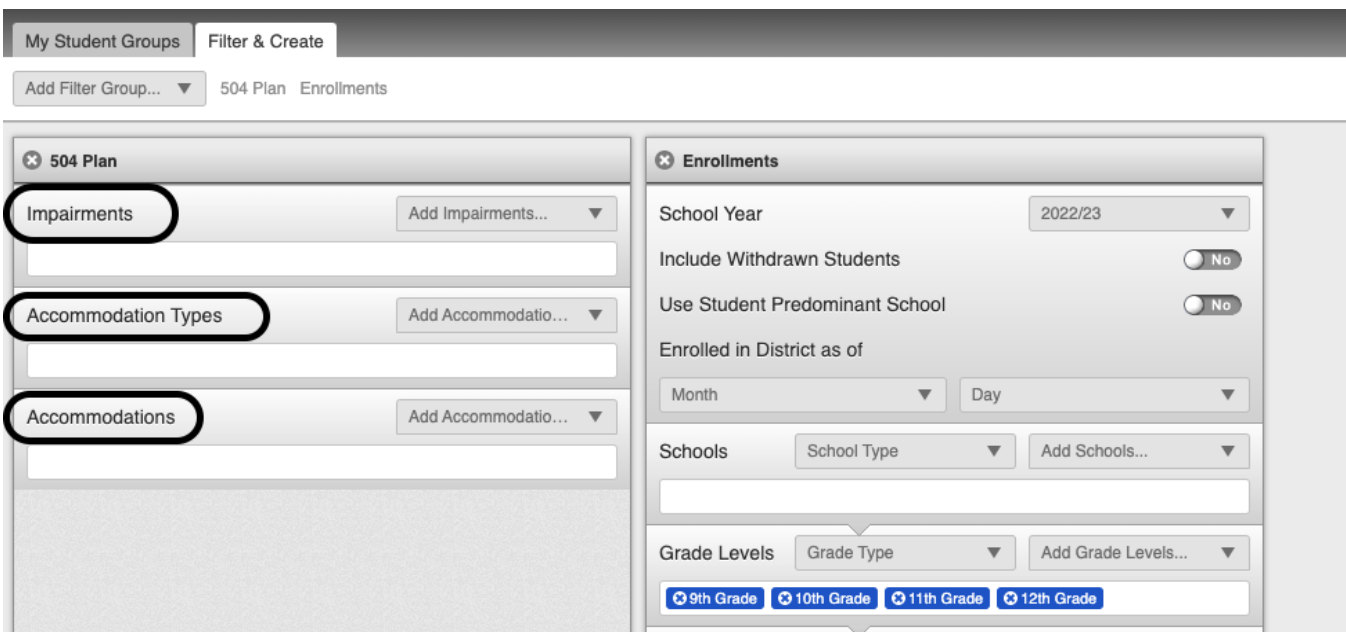 My Student Groups Filter & Create
Add Filter Group... 504 Plan Enrollments
504 Plan
Impairments Add Impairments...
Accommodation Types Add Accommodatio...
Accommodations Add Accommodatio...
Enrollments
School Year 2022/23
Include Withdrawn Students No
Use Student Predominant School No
Enrolled in District as of
Month Day
Schools School Type Add Schools...
Grade Levels Grade Type Add Grade Levels...
9th Grade 10th Grade 11th Grade 12th Grade